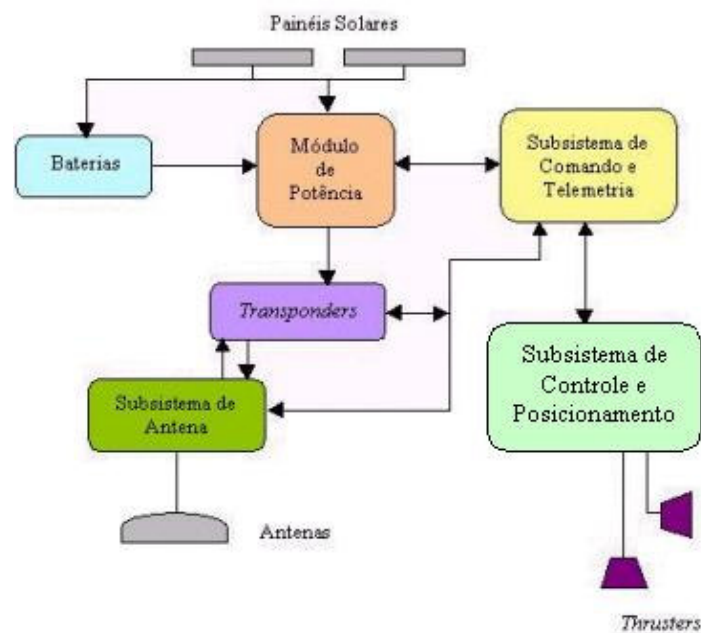 Painéis Solares
Baterias
Módulo
de
Potência
Subsistema de
Comando e
Telemetria
Transponders
Subsistema de
Controle e
Posicionamento
Subsistema de
Antena
Antenas
Thrusters